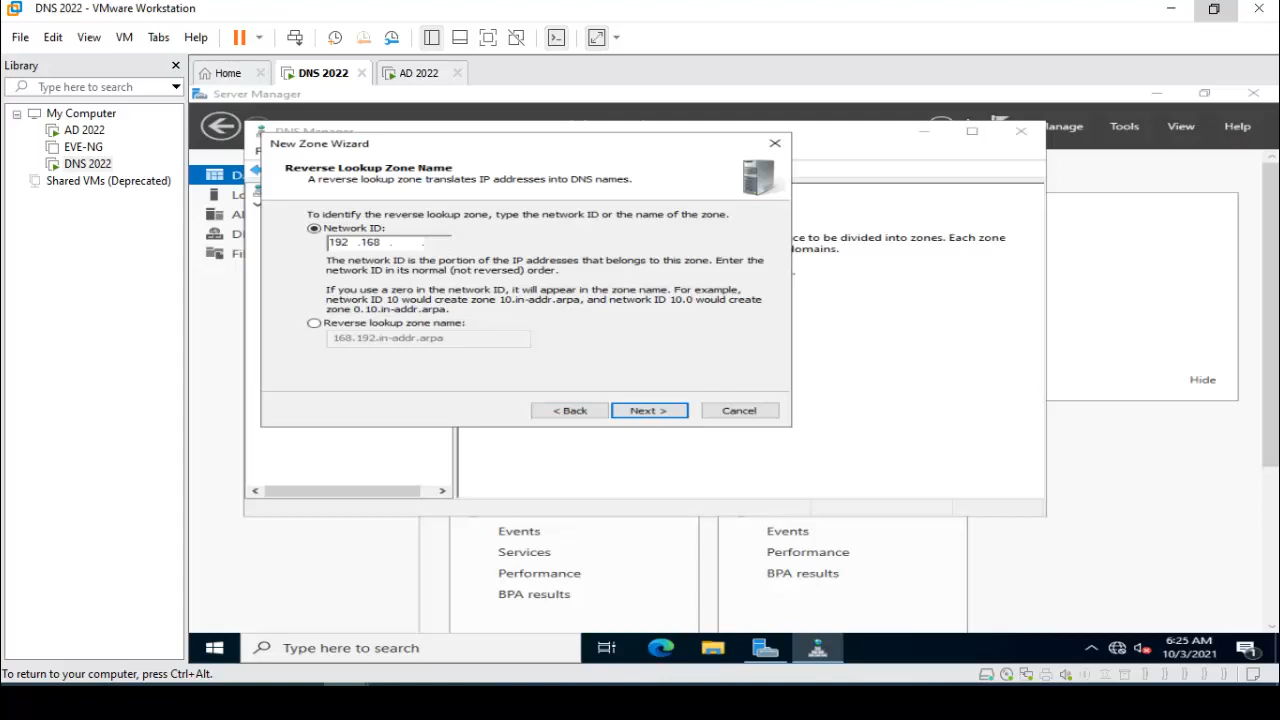 DNS 2022 - VMware Workstation
File Edit View VM Tabs Help
Library
Type here to search
Home DNS 2022 AD 2022
My Computer
AD 2022
EVE-NG
DNS 2022
Shared VMs (Deprecated)
Server Manager
Manage Tools View Help
DNS Manager
New Zone Wizard
Reverse Lookup Zone Name
A reverse lookup zone translates IP addresses into DNS names.
To identify the reverse lookup zone, type the network ID or the name of the zone.
Network ID:
192 .168 . .
The network ID is the portion of the IP addresses that belongs to this zone. Enter the
network ID in its normal (not reversed) order.
If you use a zero in the network ID, it will appear in the zone name. For example,
network ID 10 would create zone 10.in-addr.arpa, and network ID 10.0 would create
zone 0.10.in-addr.arpa.
Reverse lookup zone name:
168.192.in-addr.arpa
< Back Next > Cancel
ce to be divided into zones. Each zone
omains.
Hide
Events
Services
Performance
BPA results
Events
Performance
BPA results
Type here to search
6:25 AM
10/3/2021
1
To return to your computer, press Ctrl+Alt.